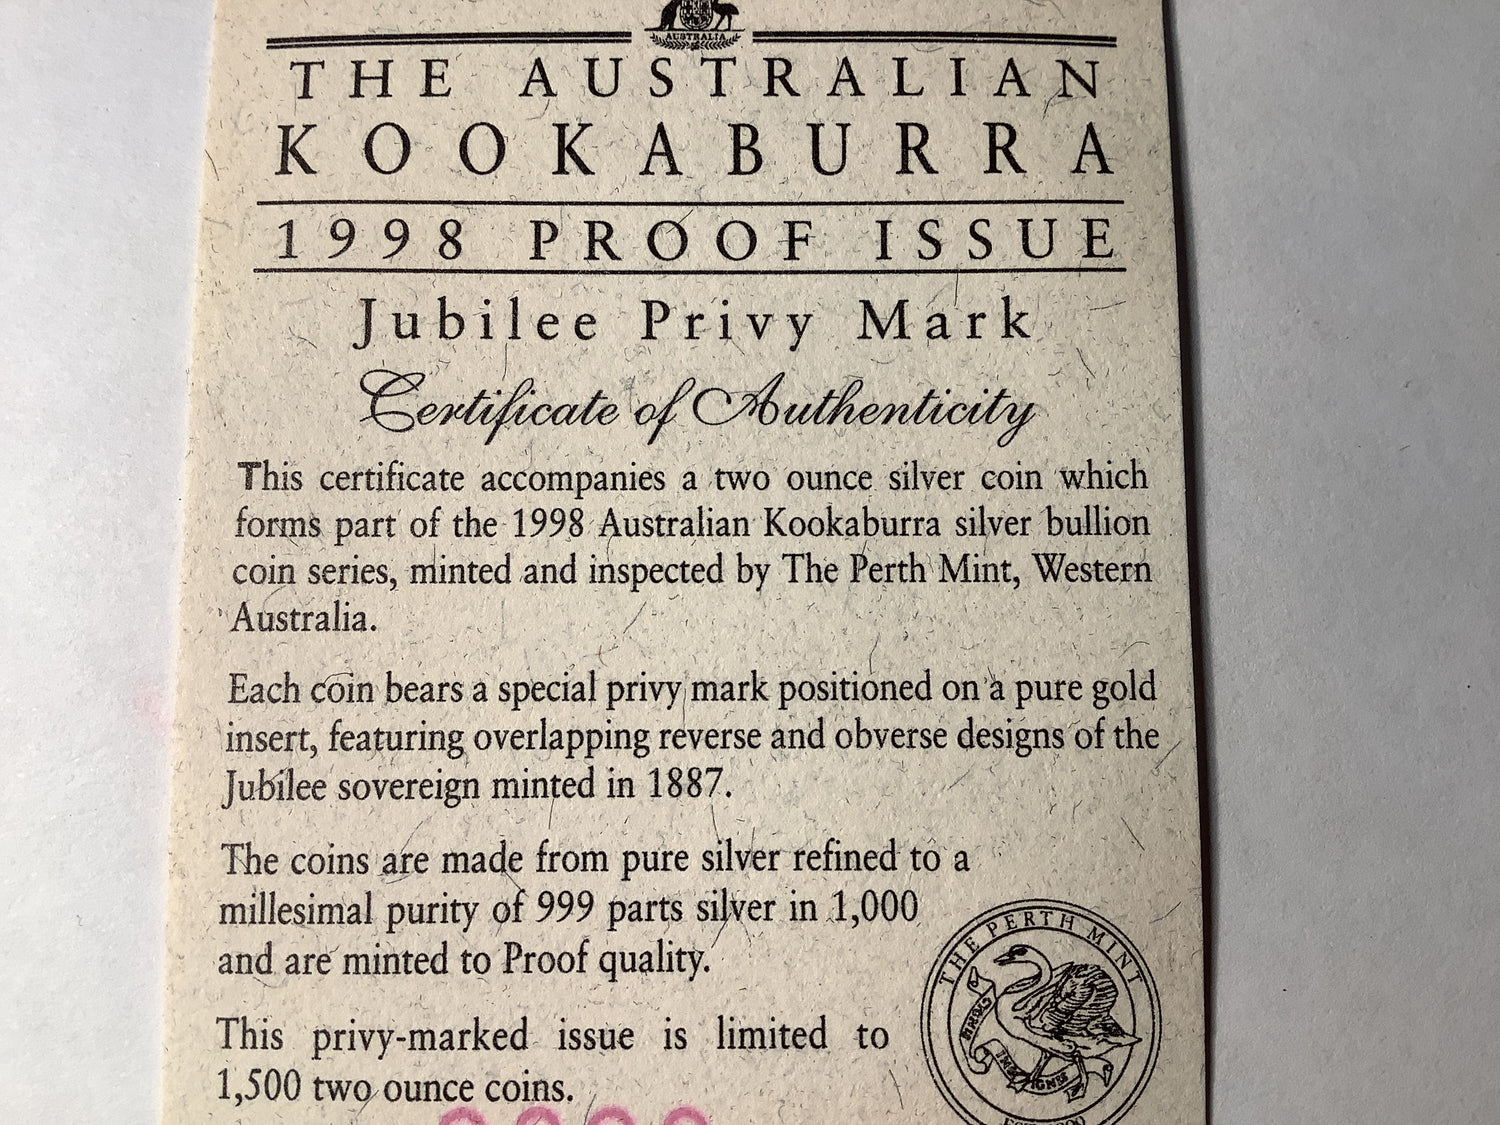 AUSTRALIA
THE AUSTRALIAN
KOOKABURRA
1998 PROOF ISSUE
Jubilee Privy Mark
Certificate of Authenticity
This certificate accompanies a two ounce silver coin which
forms part of the 1998 Australian Kookaburra silver bullion
coin series, minted and inspected by The Perth Mint, Western
Australia.
Each coin bears a special privy mark positioned on a pure gold
insert, featuring overlapping reverse and obverse designs of the
Jubilee sovereign minted in 1887.
The coins are made from pure silver refined to a
millesimal purity of 999 parts silver in 1,000
and are minted to Proof quality.
This privy-marked issue is limited to
1,500 two ounce coins.
THE PERTH MINT